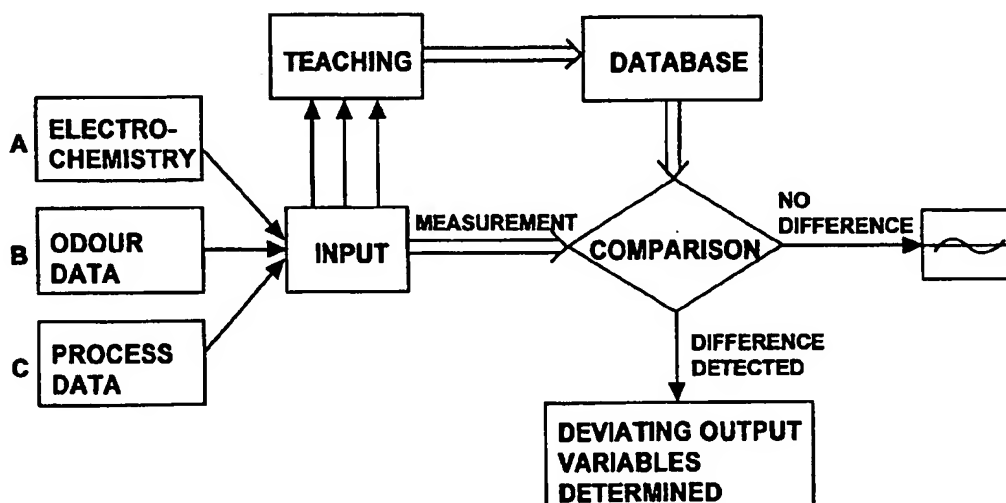 TEACHING
DATABASE
A
ELECTRO-
CHEMISTRY
B
ODOUR
DATA
C
PROCESS
DATA
INPUT
MEASUREMENT
COMPARISON
NO
DIFFERENCE
DIFFERENCE
DETECTED
DEVIATING OUTPUT
VARIABLES
DETERMINED